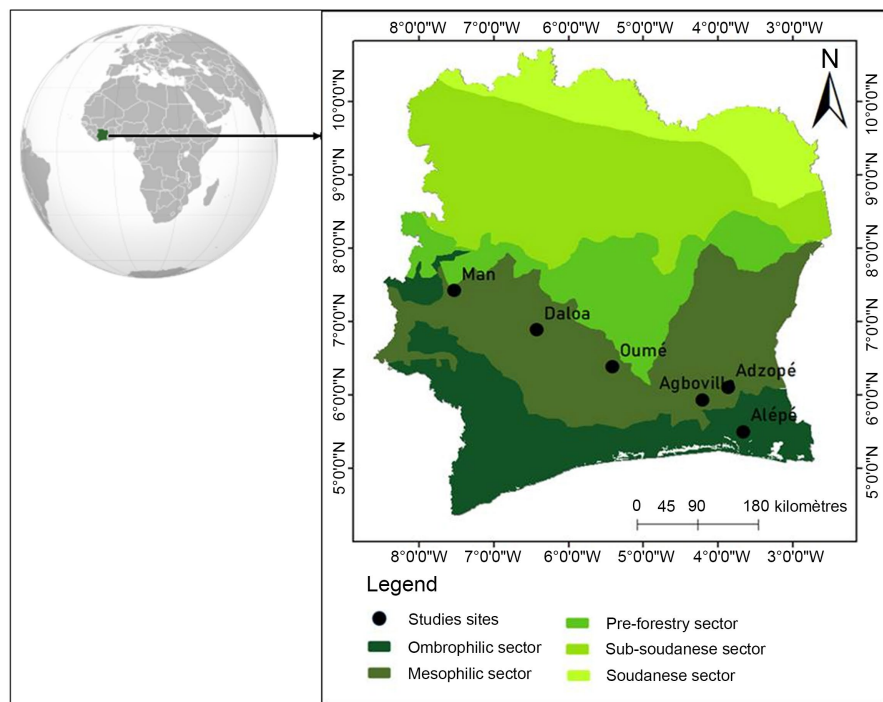 8°0'0"W 7°0'0"W 6°0'0"W 5°0'0"W 4°0'0"W 3°0'0"W
N
10°0'0"N 10°0'0"N
9°0'0"N 9°0'0"N
8°0'0"N 8°0'0"N
Man
7°0'0"N 7°0'0"N
Daloa
Oumé
Agboville Adzopé
6°0'0"N 6°0'0"N
Alépé
5°0'0"N 5°0'0"N
0 45 90 180 kilomètres
8°0'0"W 7°0'0"W 6°0'0"W 5°0'0"W 4°0'0"W 3°0'0"W
Legend
Studies sites
Ombrophilic sector
Mesophilic sector
Pre-forestry sector
Sub-soudanese sector
Soudanese sector